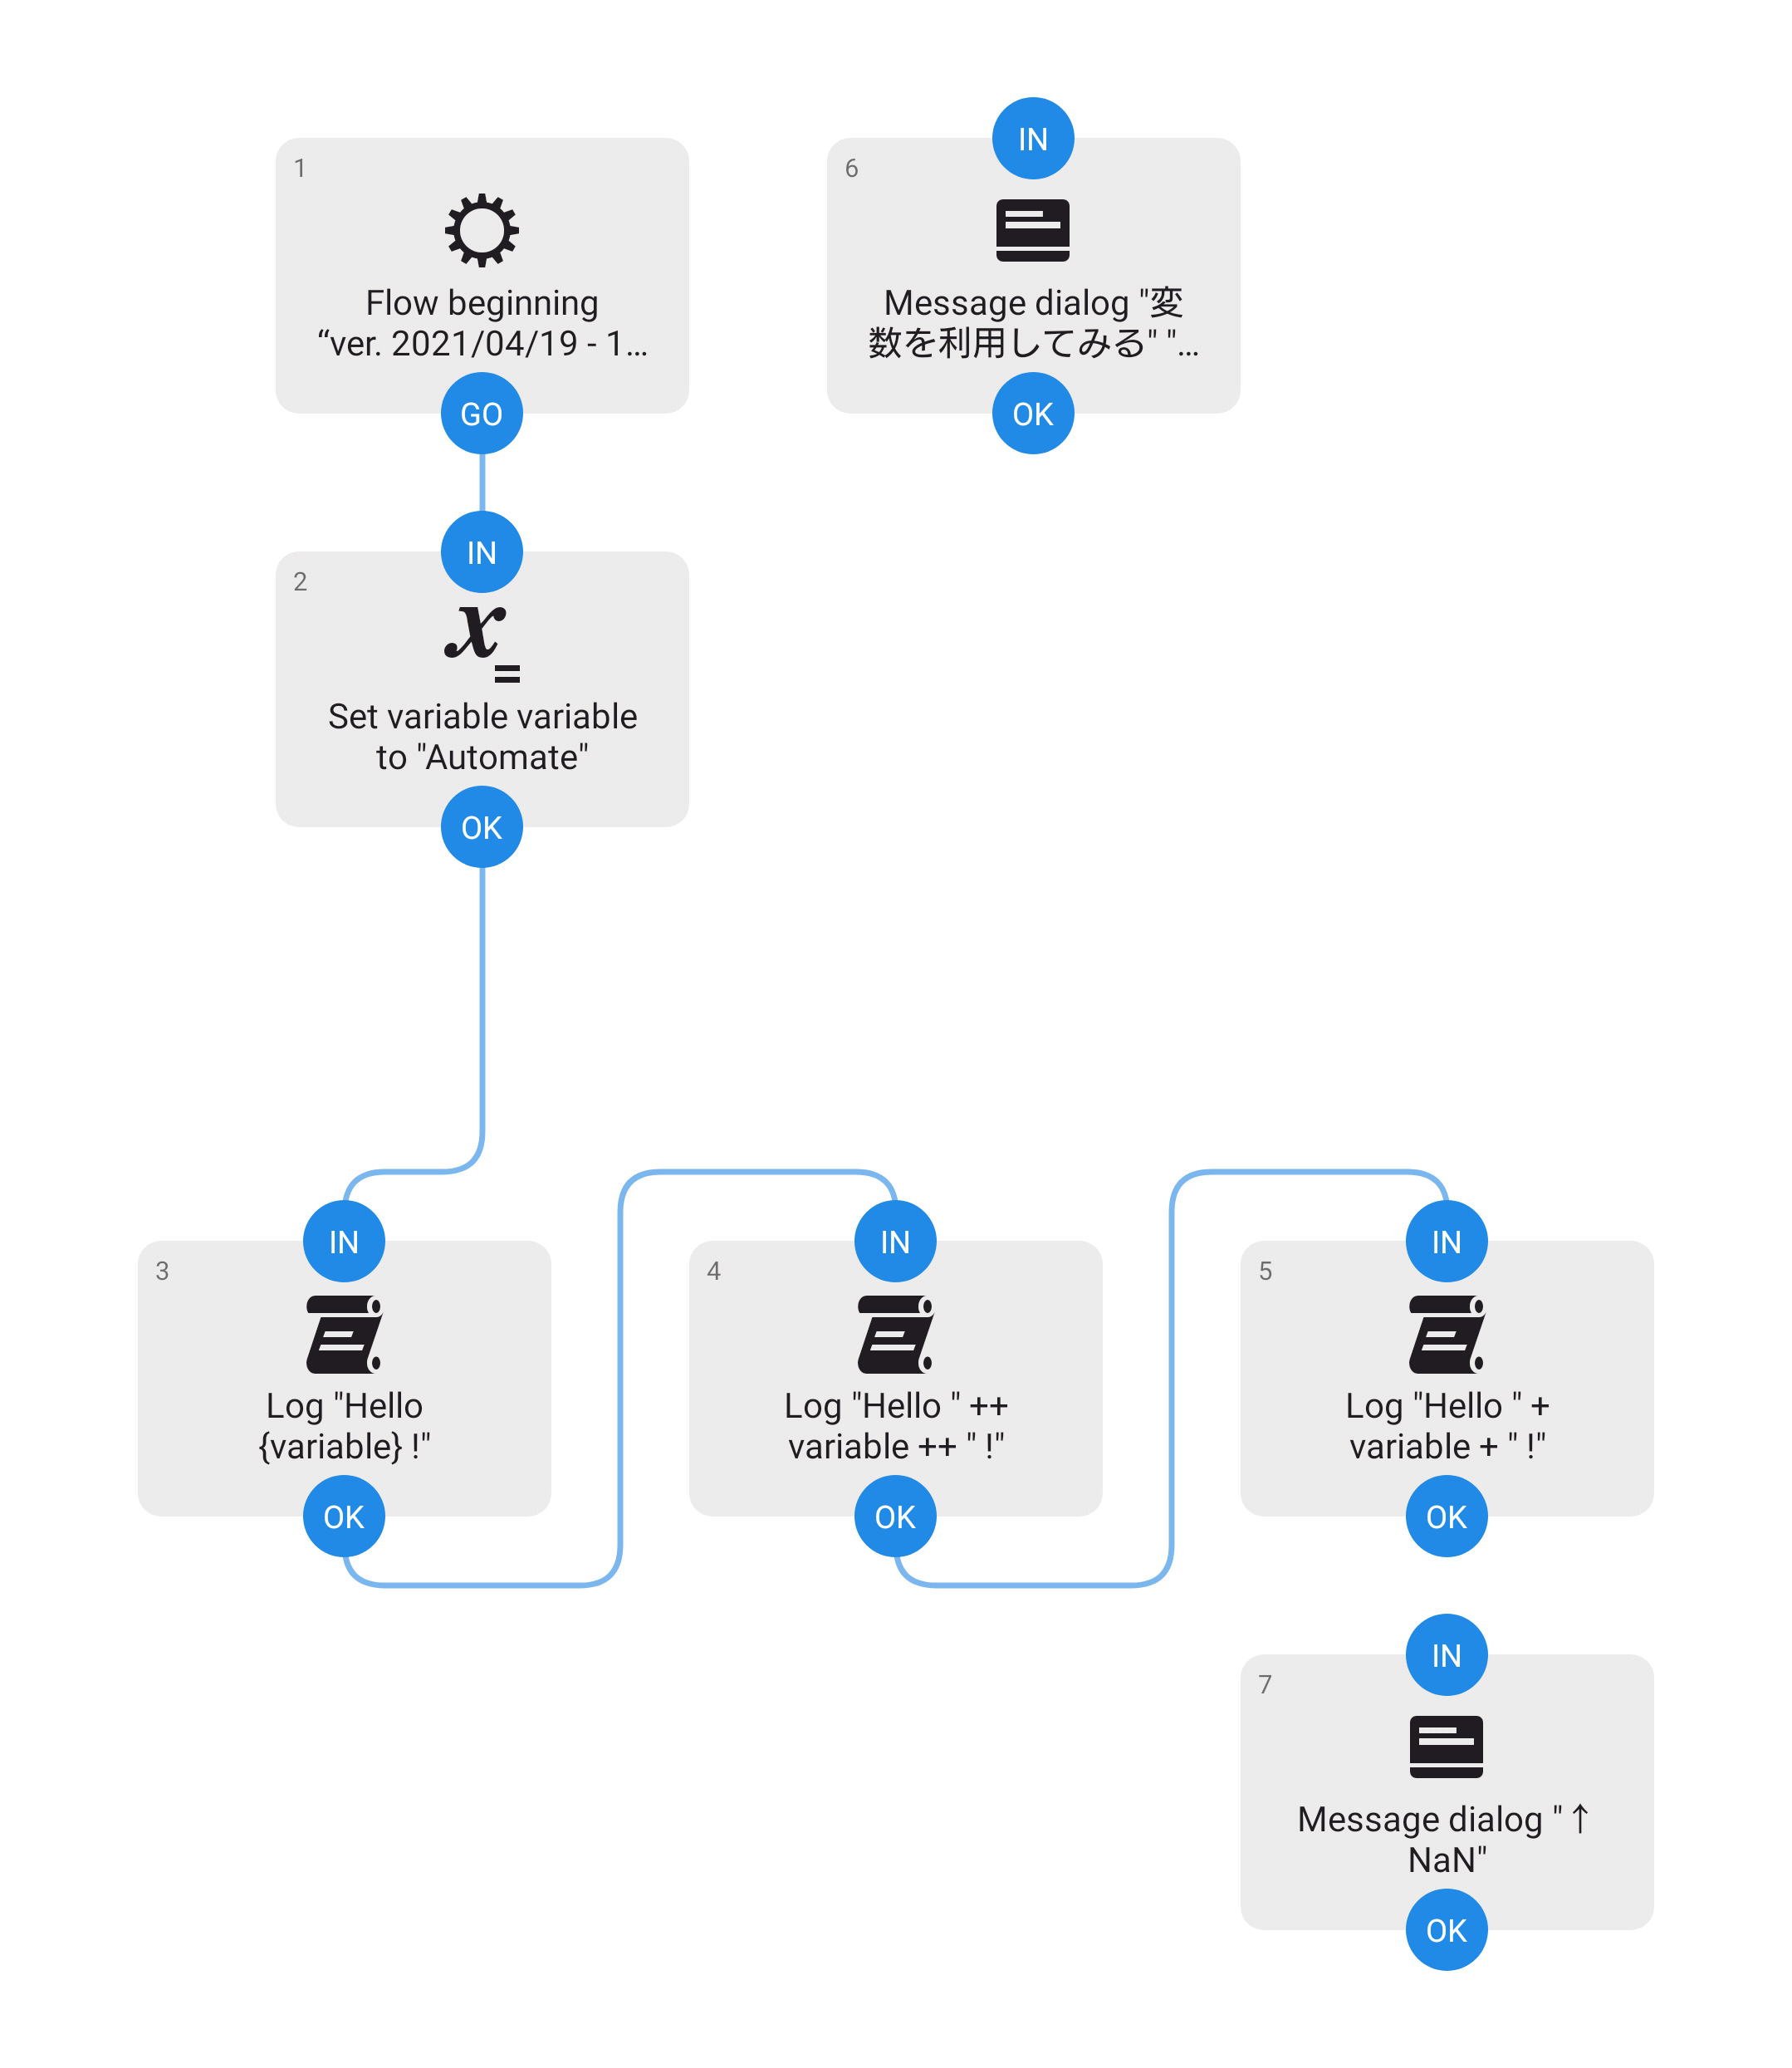 1
Flow beginning
“ver. 2021/04/19 - 1...
GO
6
IN
Message dialog "変
数を利用してみる" "...
OK
2
IN
x
=
Set variable variable
to "Automate"
OK
3
IN
Log "Hello
{variable} !"
OK
4
IN
Log "Hello " ++
variable ++ " !"
OK
5
IN
Log "Hello " +
variable + " !"
OK
7
IN
Message dialog "↑
NaN"
OK